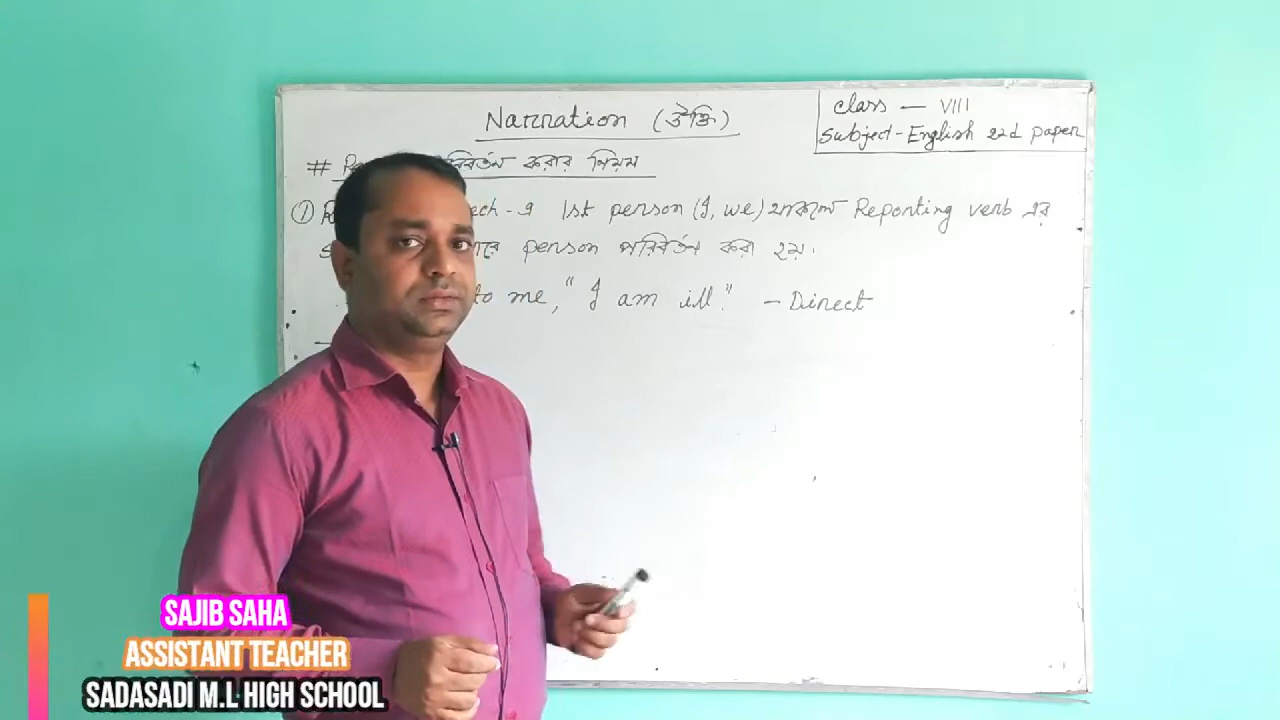 Narration (উক্তি)
Class — VIII
Subject - English 2nd paper
# পরিবর্তন করার নিয়ম
① ech-এ 1st person (I, we) থাকলে Reporting verb এর
person পরিবর্তন করা হয়.
to me, "I am ill." — Direct
SAJIB SAHA
ASSISTANT TEACHER
SADASADI M.L HIGH SCHOOL